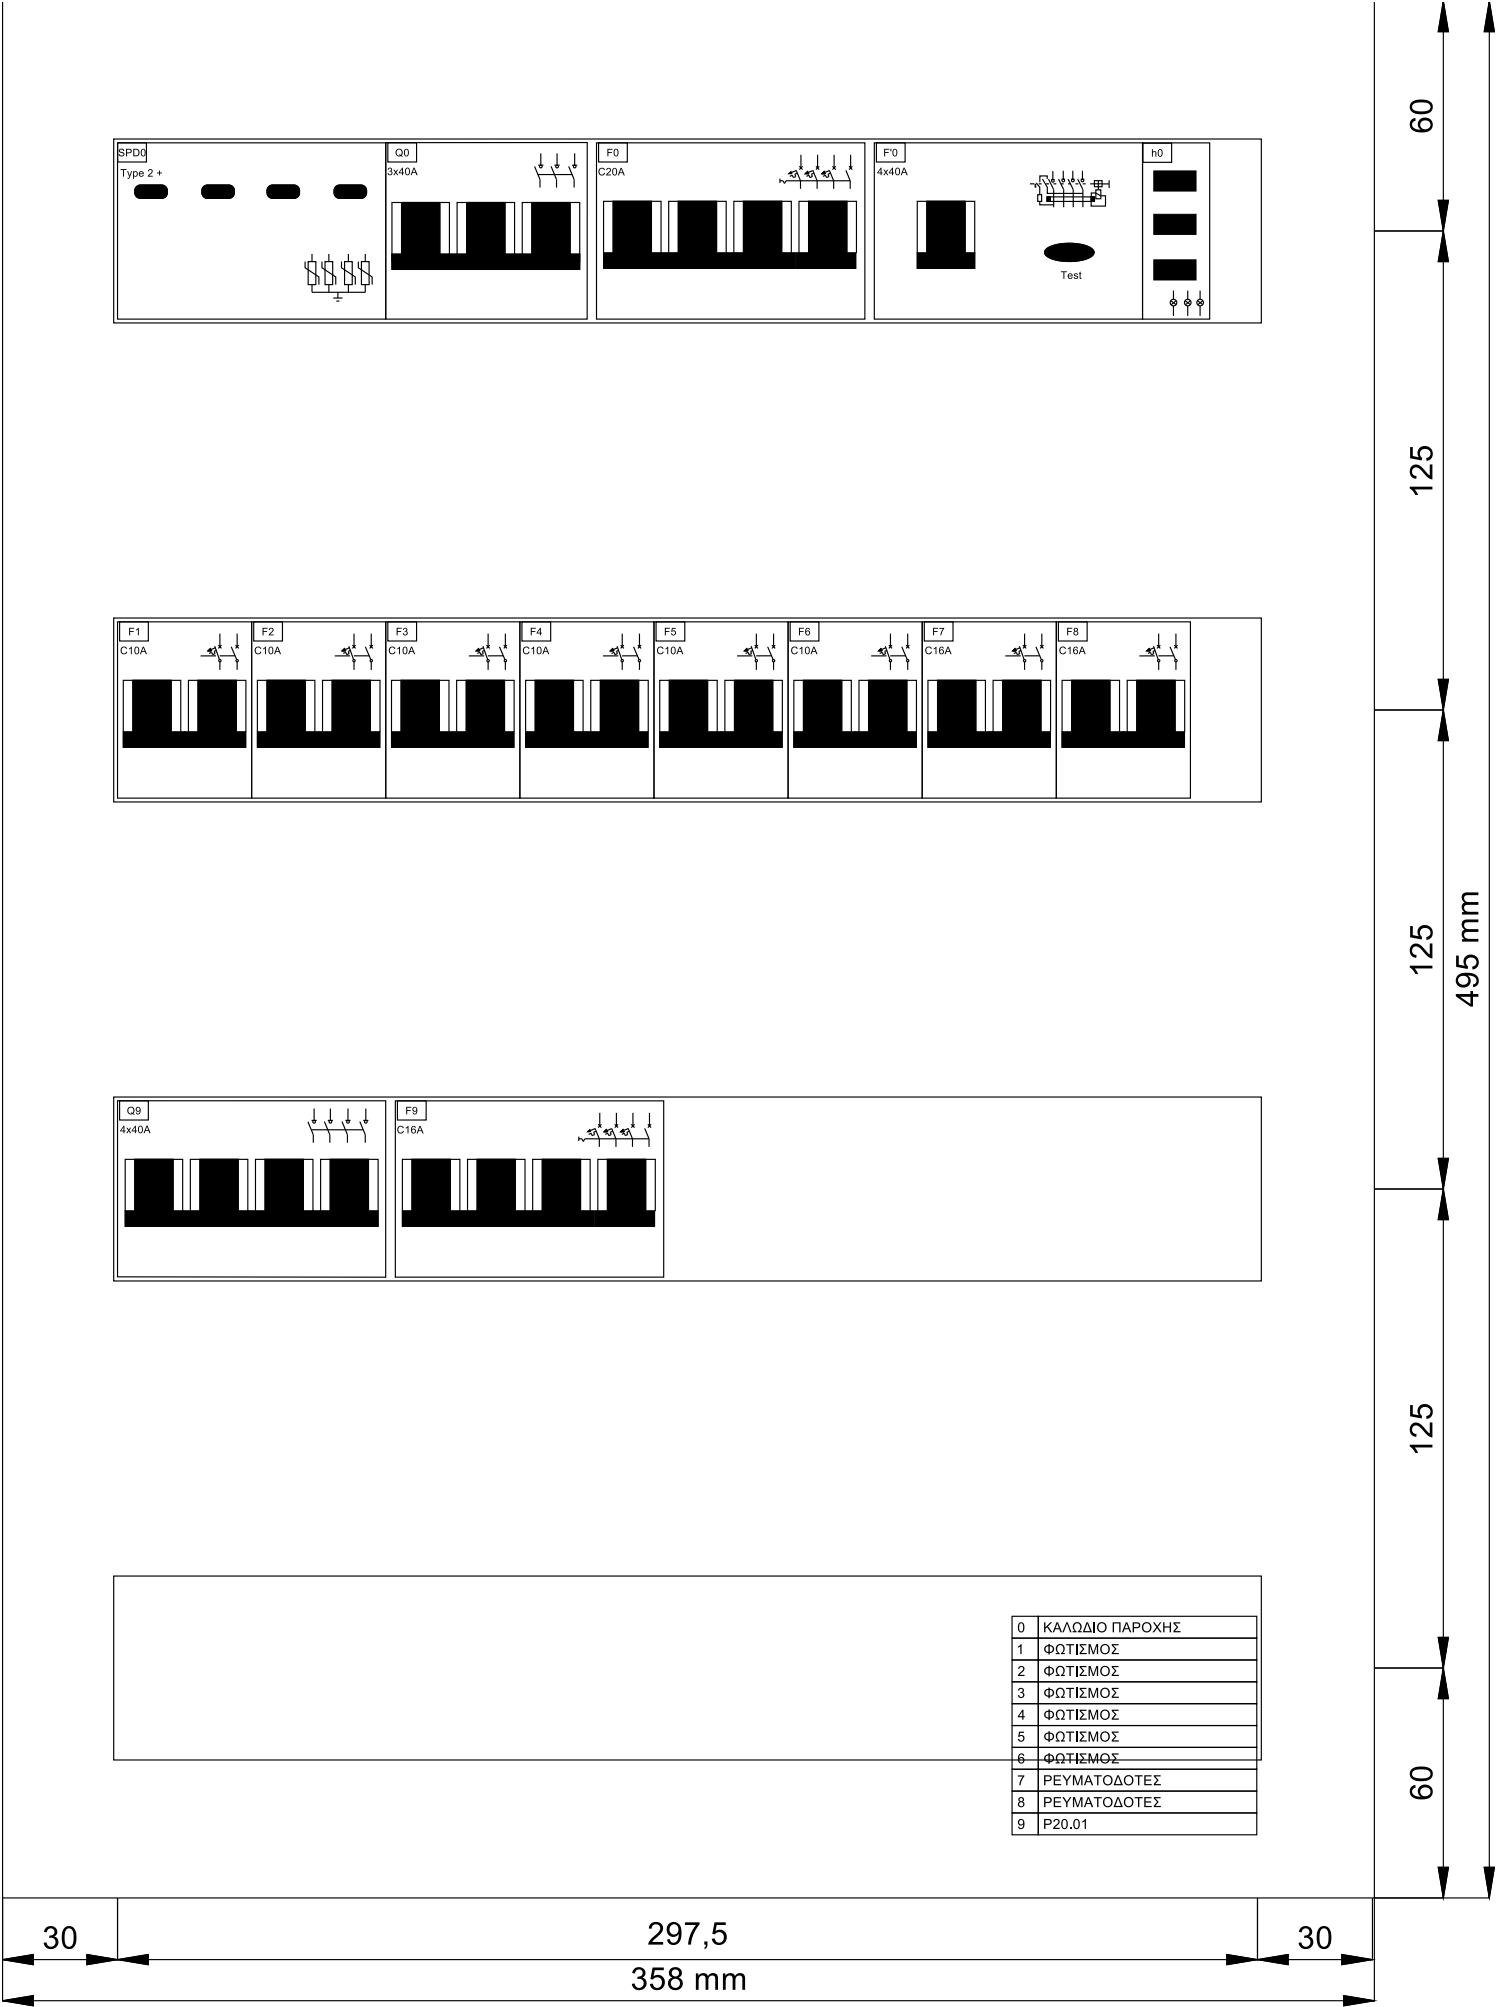 SPD0
Type 2 +
Q0
3x40A
F0
C20A
F'0
4x40A
Test
h0
60
125
F1
C10A
F2
C10A
F3
C10A
F4
C10A
F5
C10A
F6
C10A
F7
C16A
F8
C16A
125
495 mm
Q9
4x40A
F9
C16A
125
0 ΚΑΛΩΔΙΟ ΠΑΡΟΧΗΣ
1 ΦΩΤΙΣΜΟΣ
2 ΦΩΤΙΣΜΟΣ
3 ΦΩΤΙΣΜΟΣ
4 ΦΩΤΙΣΜΟΣ
5 ΦΩΤΙΣΜΟΣ
6 ΦΩΤΙΣΜΟΣ
7 ΡΕΥΜΑΤΟΔΟΤΕΣ
8 ΡΕΥΜΑΤΟΔΟΤΕΣ
9 P20.01
60
30
297,5
30
358 mm